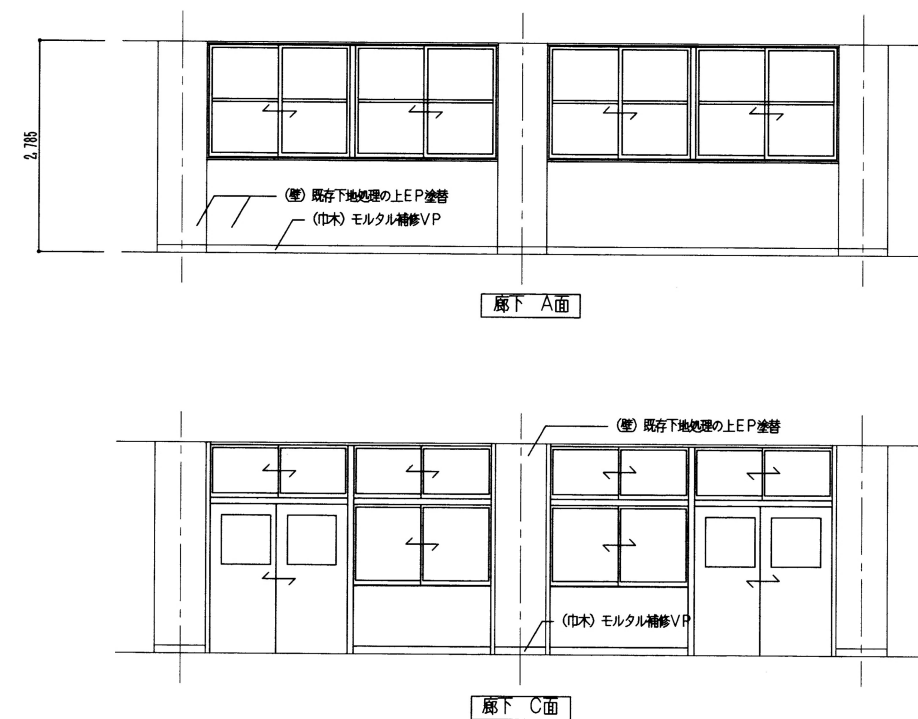 2,785
(壁) 既存下地処理の上EP塗替
(巾木) モルタル補修VP
廊下 A面
(壁) 既存下地処理の上EP塗替
(巾木) モルタル補修VP
廊下 C面